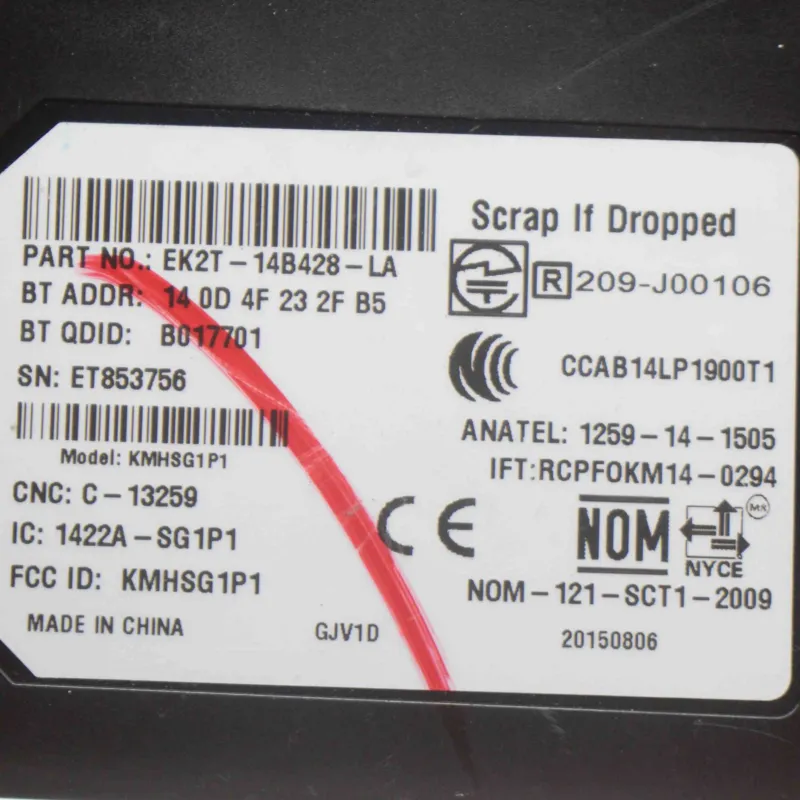 Scrap If Dropped
PART NO.: EK2T-14B428-LA
BT ADDR: 14 0D 4F 23 2F B5
R 209-J00106
BT QDID: B017701
SN: ET853756
CCAB14LP1900T1
ANATEL: 1259-14-1505
Model: KMHSG1P1
IFT:RCPFOKM14-0294
CNC: C-13259
CE
NOM
MX
NYCE
IC: 1422A-SG1P1
FCC ID: KMHSG1P1
NOM-121-SCT1-2009
MADE IN CHINA
GJV1D
20150806